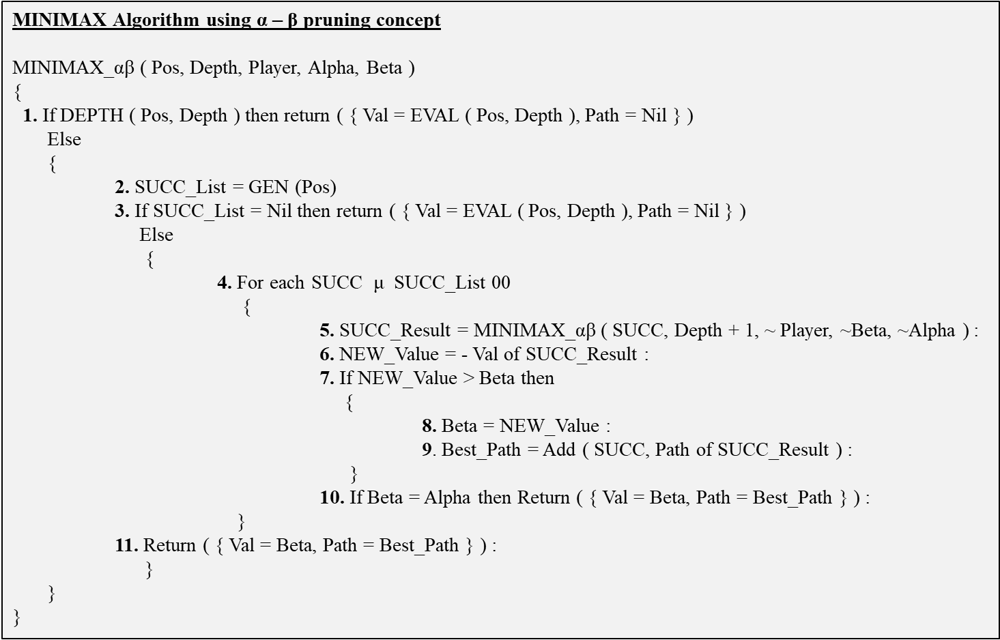 MINIMAX Algorithm using α – β pruning concept
MINIMAX_αβ ( Pos, Depth, Player, Alpha, Beta )
{
1. If DEPTH ( Pos, Depth ) then return ( { Val = EVAL ( Pos, Depth ), Path = Nil } )
Else
{
2. SUCC_List = GEN (Pos)
3. If SUCC_List = Nil then return ( { Val = EVAL ( Pos, Depth ), Path = Nil } )
Else
{
4. For each SUCC μ SUCC_List 00
{
5. SUCC_Result = MINIMAX_αβ ( SUCC, Depth + 1, ~ Player, ~Beta, ~Alpha ) :
6. NEW_Value = - Val of SUCC_Result :
7. If NEW_Value > Beta then
{
8. Beta = NEW_Value :
9. Best_Path = Add ( SUCC, Path of SUCC_Result ) :
}
10. If Beta = Alpha then Return ( { Val = Beta, Path = Best_Path } ) :
}
11. Return ( { Val = Beta, Path = Best_Path } ) :
}
}
}